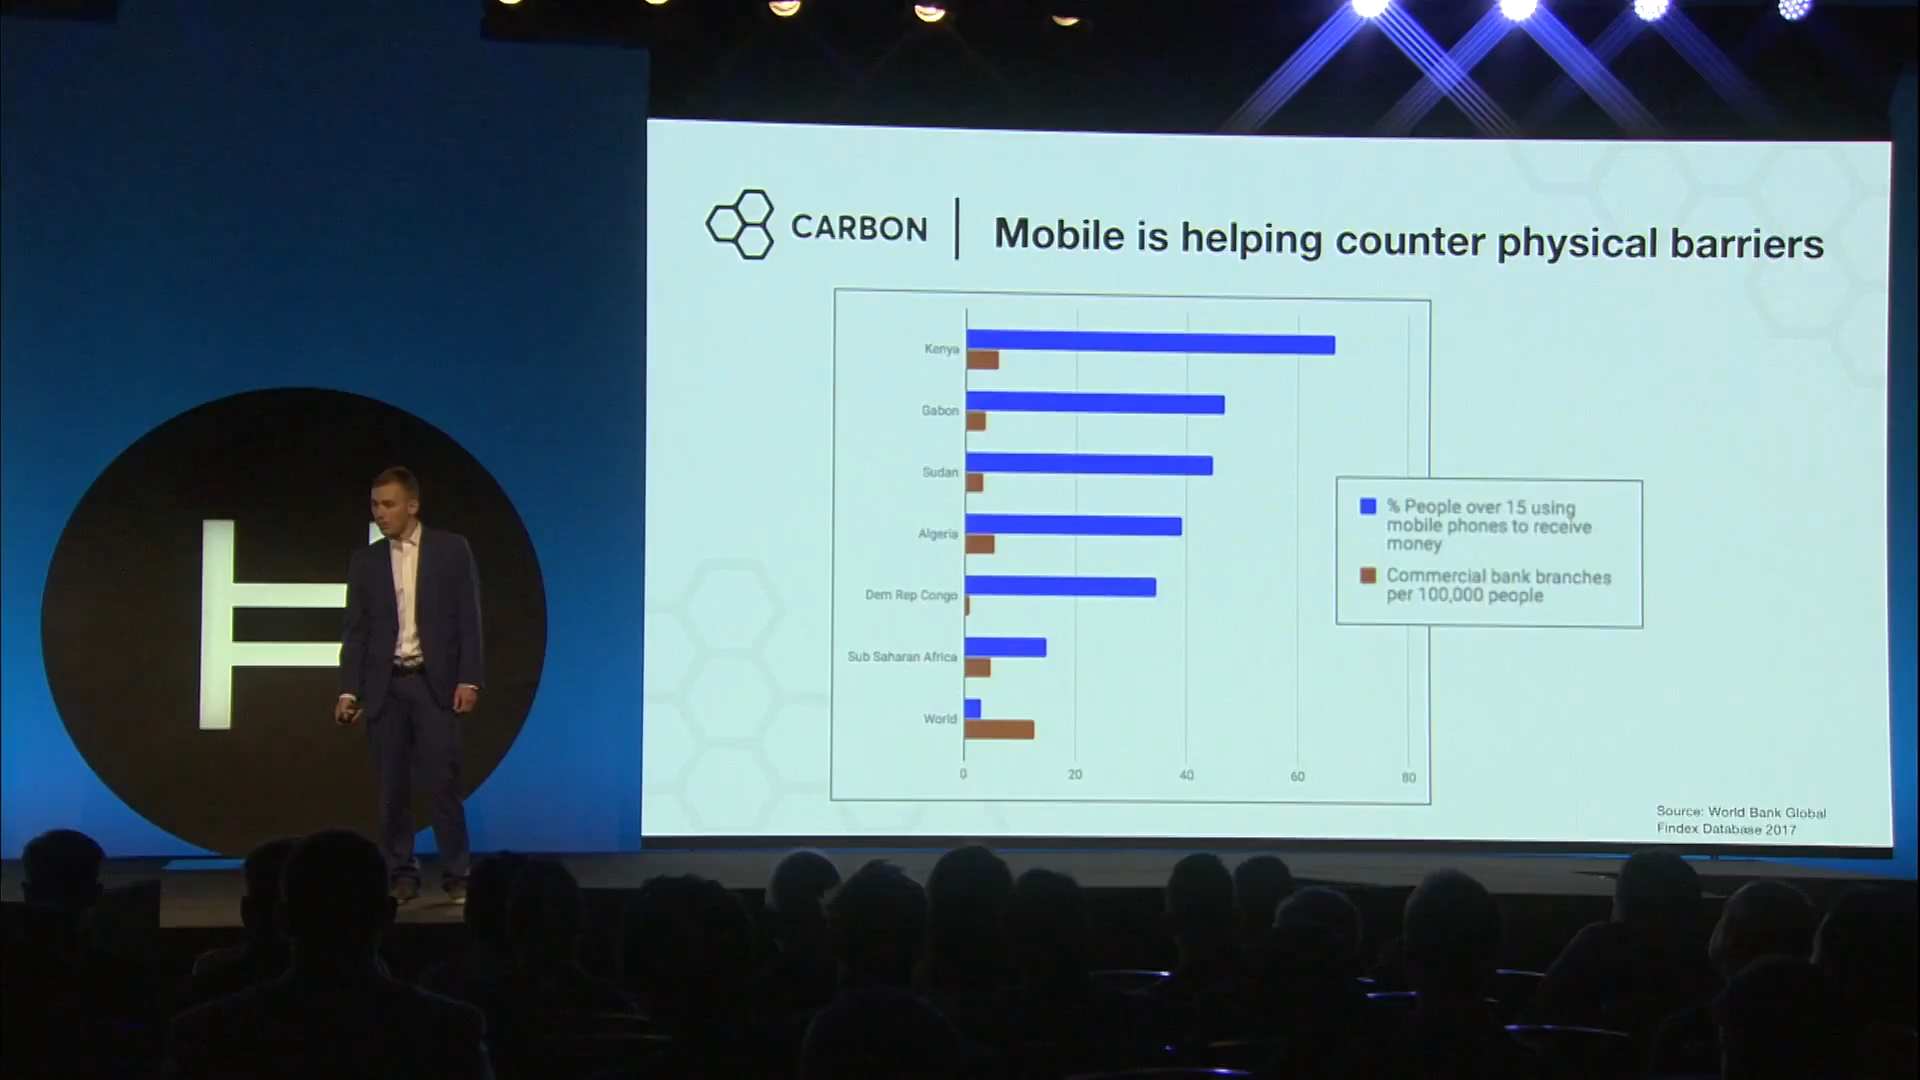 CARBON
Mobile is helping counter physical barriers
Kenya
Gabon
Sudan
Algeria
Dem Rep Congo
Sub Saharan Africa
World
0 20 40 60 80
% People over 15 using
mobile phones to receive
money
Commercial bank branches
per 100,000 people
Source: World Bank Global
Findex Database 2017